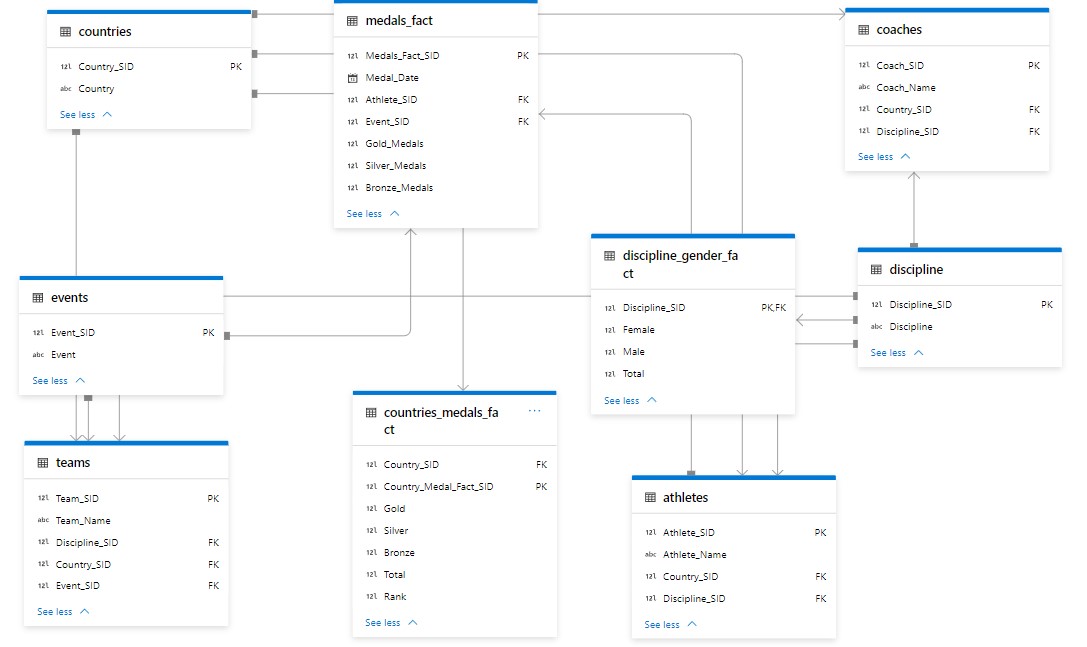 countries
12L Country_SID PK
abc Country
See less
medals_fact
12L Medals_Fact_SID PK
Medal_Date
12L Athlete_SID FK
12L Event_SID FK
12L Gold_Medals
12L Silver_Medals
12L Bronze_Medals
See less
coaches
12L Coach_SID PK
abc Coach_Name
12L Country_SID FK
12L Discipline_SID FK
See less
events
12L Event_SID PK
abc Event
See less
discipline_gender_fa
ct
12L Discipline_SID PK,FK
12L Female
12L Male
12L Total
See less
discipline
12L Discipline_SID PK
abc Discipline
See less
teams
12L Team_SID PK
abc Team_Name
12L Discipline_SID FK
12L Country_SID FK
12L Event_SID FK
See less
countries_medals_fa
ct
...
12L Country_SID FK
12L Country_Medal_Fact_SID PK
12L Gold
12L Silver
12L Bronze
12L Total
12L Rank
See less
athletes
12L Athlete_SID PK
abc Athlete_Name
12L Country_SID FK
12L Discipline_SID FK
See less